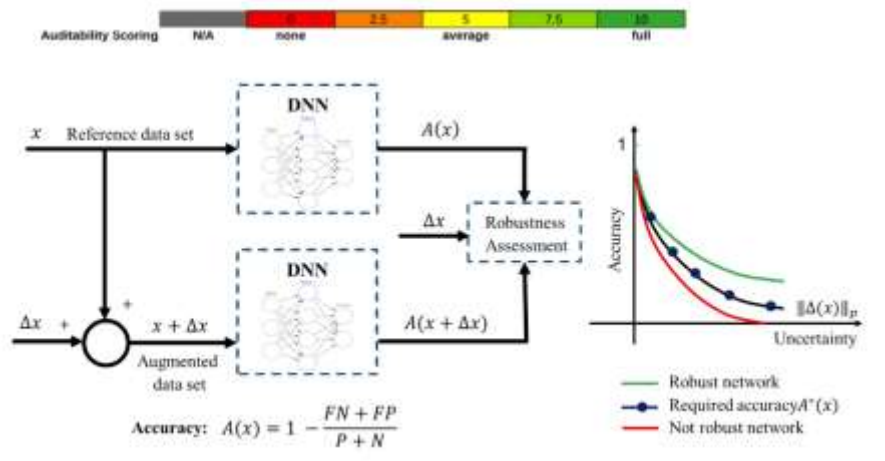 0 2.5 5 7.5 10
Auditability Scoring N/A none average full
DNN
x Reference data set
A(x)
Δx
Robustness
Assessment
DNN
Δx + +
x + Δx
Augmented
data set
A(x + Δx)
Accuracy: A(x) = 1 − (FN + FP) / (P + N)
1
Accuracy
‖Δ(x)‖p
Uncertainty
Robust network
Required accuracyA*(x)
Not robust network